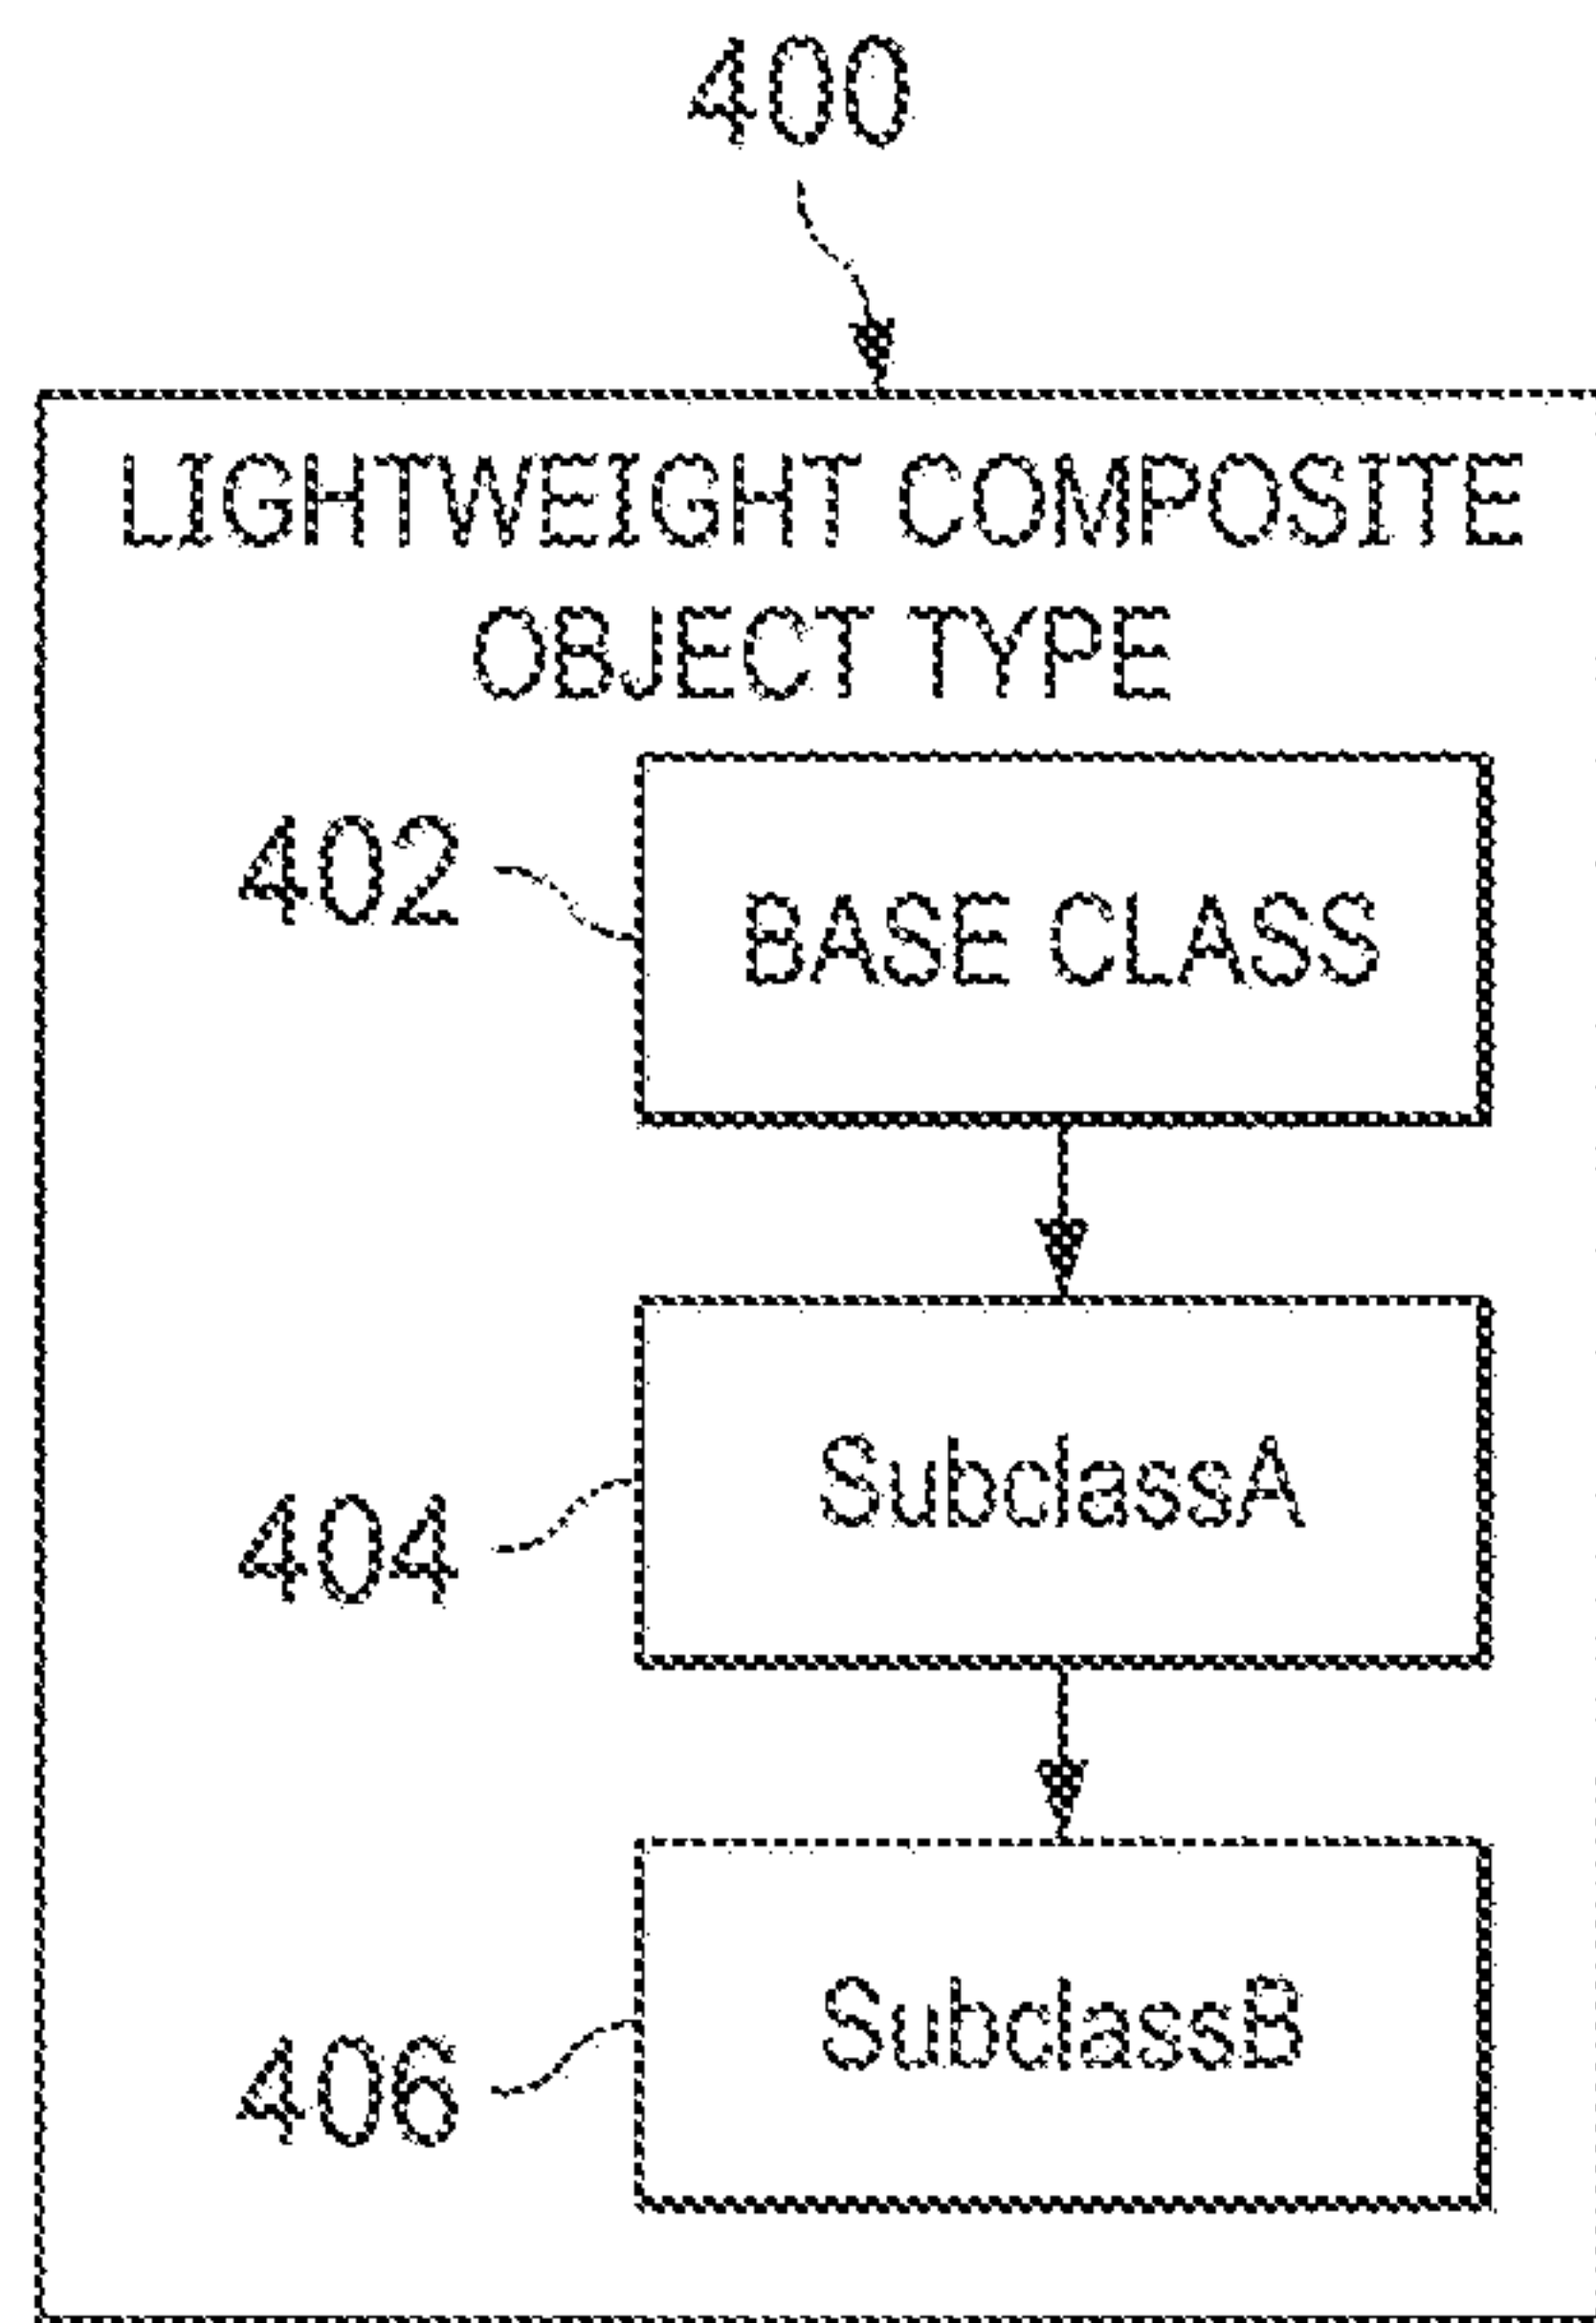 400
LIGHTWEIGHT COMPOSITE
OBJECT TYPE
402
BASE CLASS
404
SubclassA
406
SubclassB